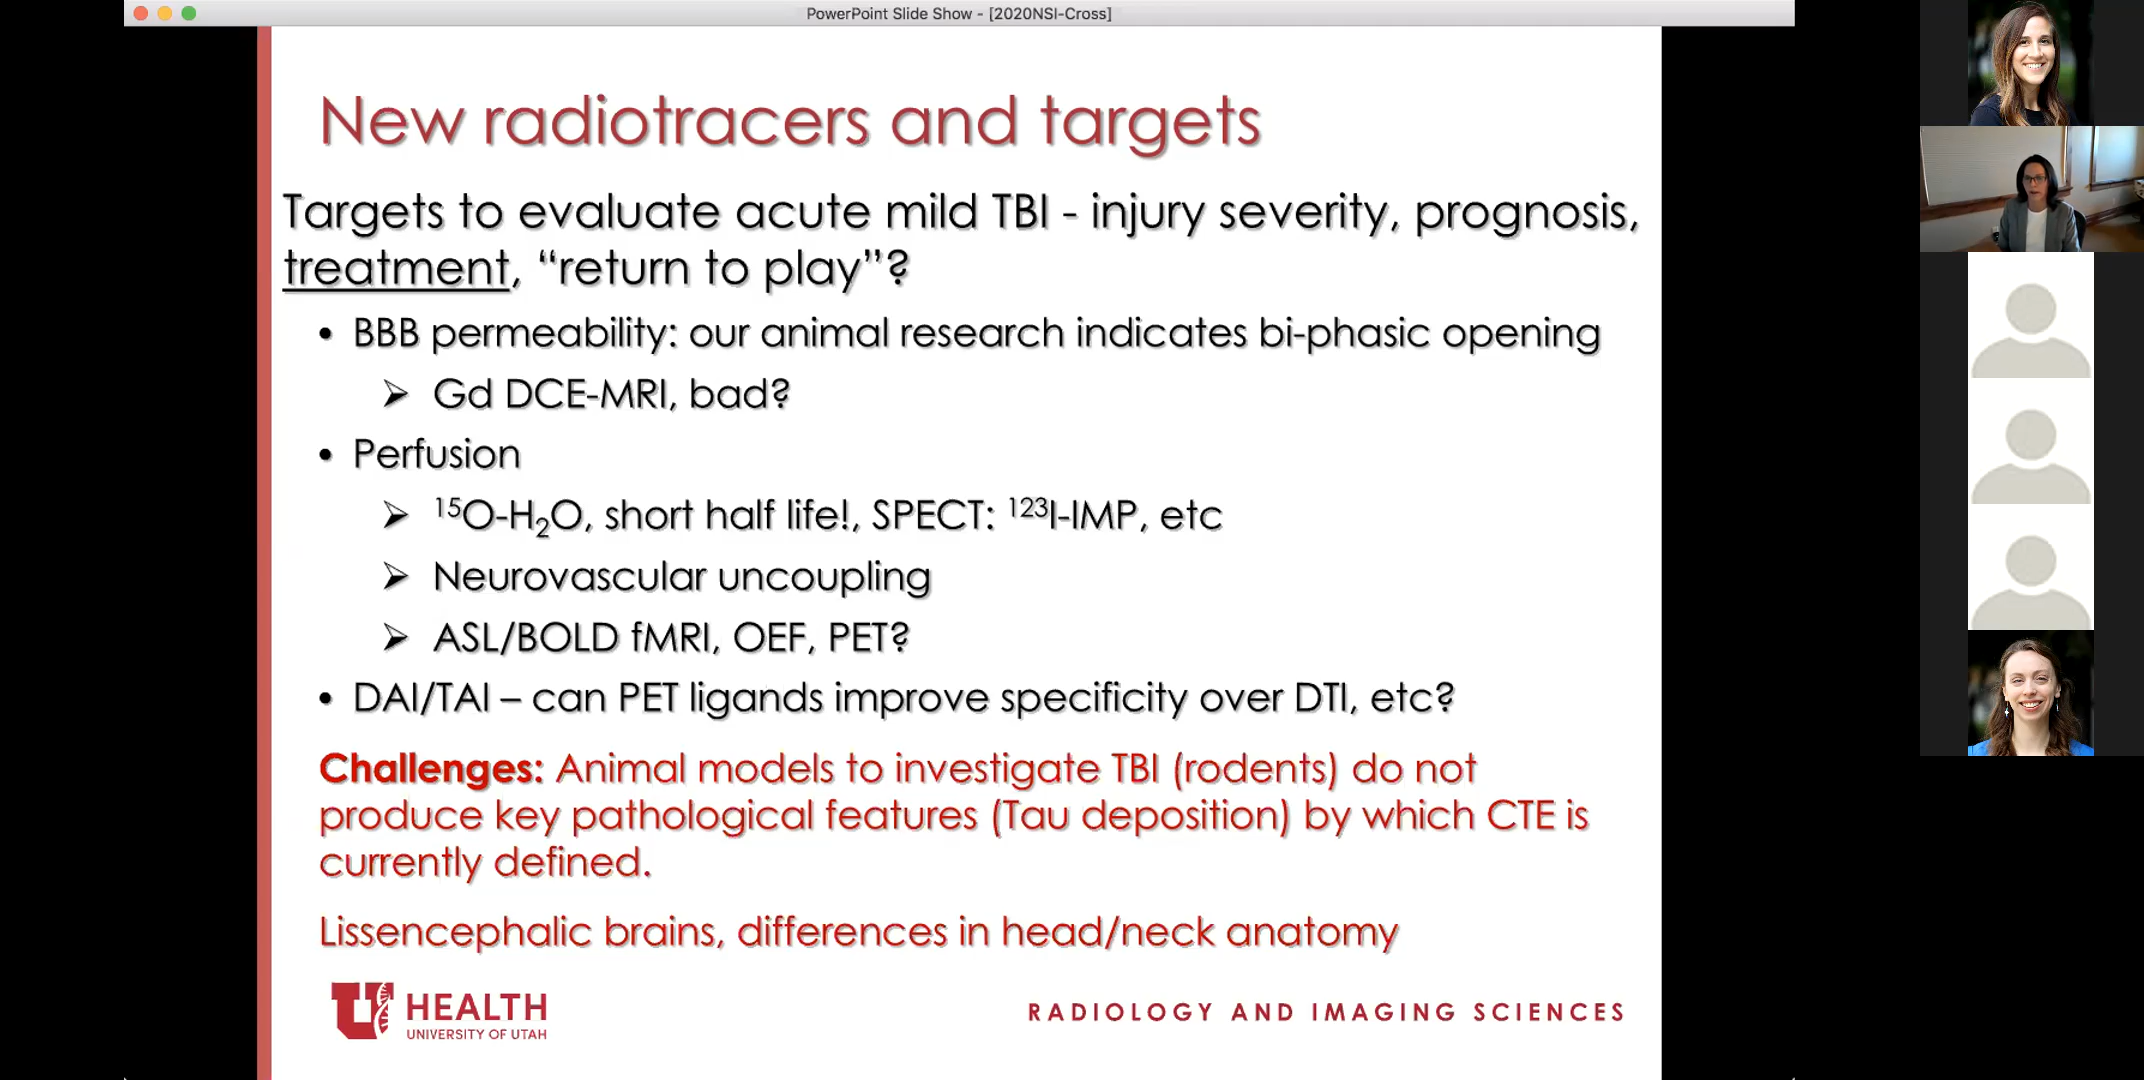 PowerPoint Slide Show - [2020NSI-Cross]
New radiotracers and targets
Targets to evaluate acute mild TBI - injury severity, prognosis,
treatment, “return to play”?
• BBB permeability: our animal research indicates bi-phasic opening
➢ Gd DCE-MRI, bad?
• Perfusion
➢ ¹⁵O-H₂O, short half life!, SPECT: ¹²³I-IMP, etc
➢ Neurovascular uncoupling
➢ ASL/BOLD fMRI, OEF, PET?
• DAI/TAI – can PET ligands improve specificity over DTI, etc?
Challenges: Animal models to investigate TBI (rodents) do not
produce key pathological features (Tau deposition) by which CTE is
currently defined.
Lissencephalic brains, differences in head/neck anatomy
U HEALTH
UNIVERSITY OF UTAH
RADIOLOGY AND IMAGING SCIENCES